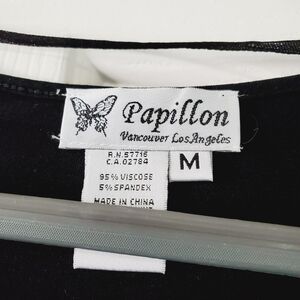 Papillon
Vancouver Los Angeles
M
R.N.57716
C.A.02784
95% VISCOSE
5% SPANDEX
MADE IN CHINA